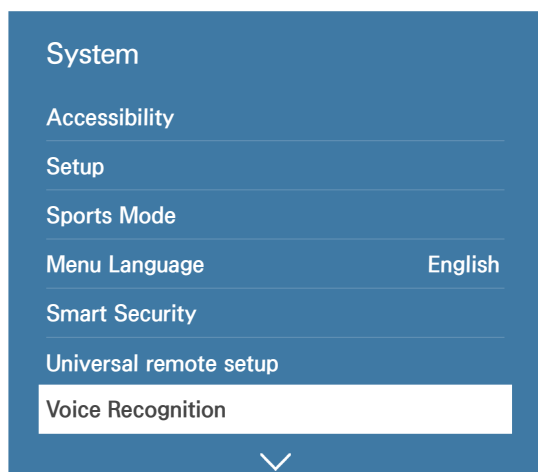 System
Accessibility
Setup
Sports Mode
Menu Language English
Smart Security
Universal remote setup
Voice Recognition